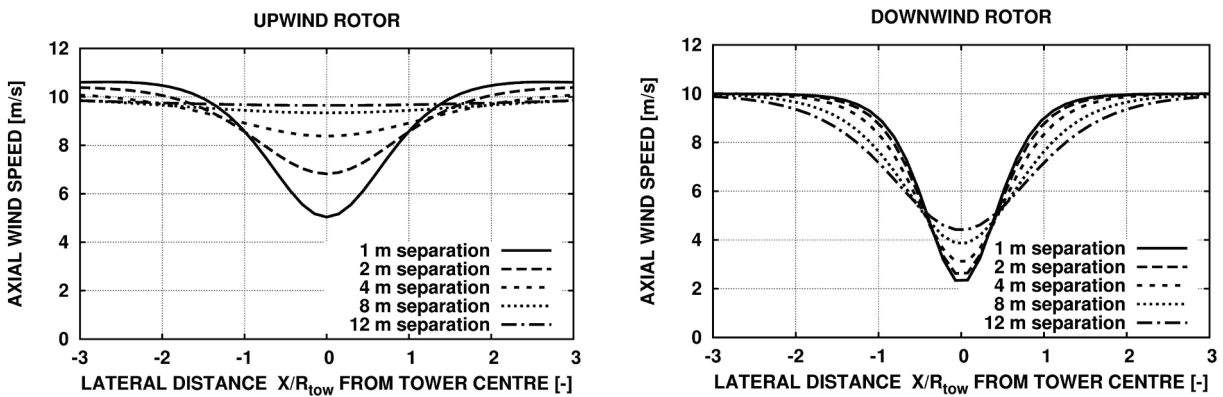 UPWIND ROTOR
12
10
8
6
4
2
0
AXIAL WIND SPEED [m/s]
1 m separation
2 m separation
4 m separation
8 m separation
12 m separation
-3 -2 -1 0 1 2 3
LATERAL DISTANCE X/Rtow FROM TOWER CENTRE [-]
DOWNWIND ROTOR
12
10
8
6
4
2
0
AXIAL WIND SPEED [m/s]
1 m separation
2 m separation
4 m separation
8 m separation
12 m separation
-3 -2 -1 0 1 2 3
LATERAL DISTANCE X/Rtow FROM TOWER CENTRE [-]